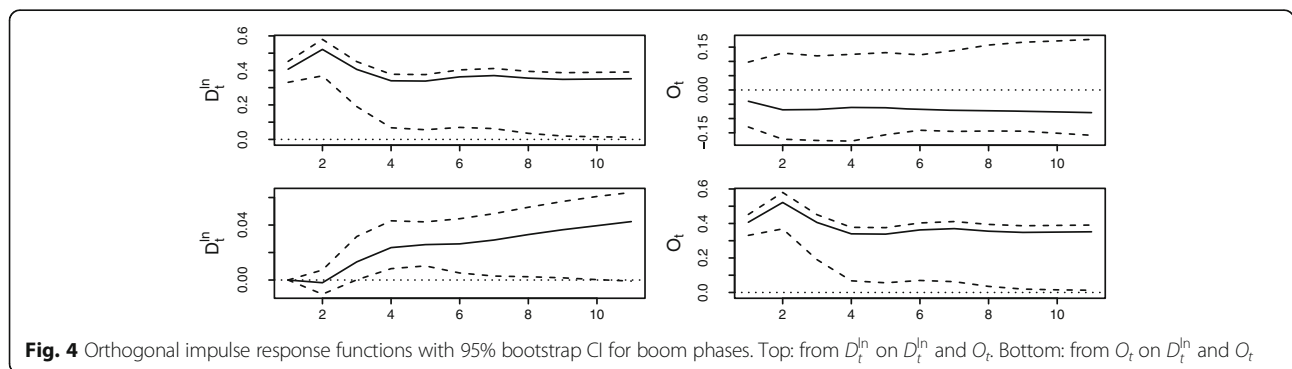 0.0 0.2 0.4 0.6
D_t^ln
2 4 6 8 10
−0.15 0.00 0.15
O_t
2 4 6 8 10
0.00 0.04
D_t^ln
2 4 6 8 10
0.0 0.2 0.4 0.6
O_t
2 4 6 8 10
Fig. 4 Orthogonal impulse response functions with 95% bootstrap CI for boom phases. Top: from D_t^ln on D_t^ln and O_t. Bottom: from O_t on D_t^ln and O_t